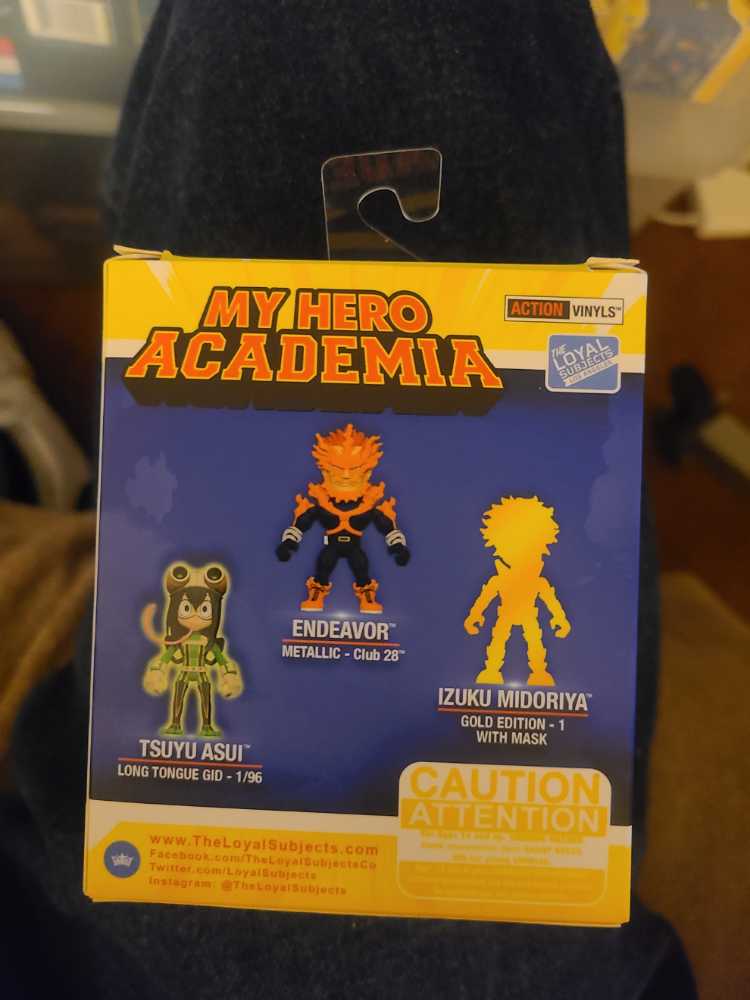 MY HERO
ACADEMIA
ACTION VINYLS™
THE
LOYAL
SUBJECTS
LOS ANGELES
ENDEAVOR™
METALLIC - Club 28™
IZUKU MIDORIYA™
GOLD EDITION - 1
WITH MASK
TSUYU ASUI™
LONG TONGUE GID - 1/96
CAUTION
ATTENTION
www.TheLoyalSubjects.com
Facebook.com/TheLoyalSubjectsCo
Twitter.com/LoyalSubjects
Instagram: @TheLoyalSubjects